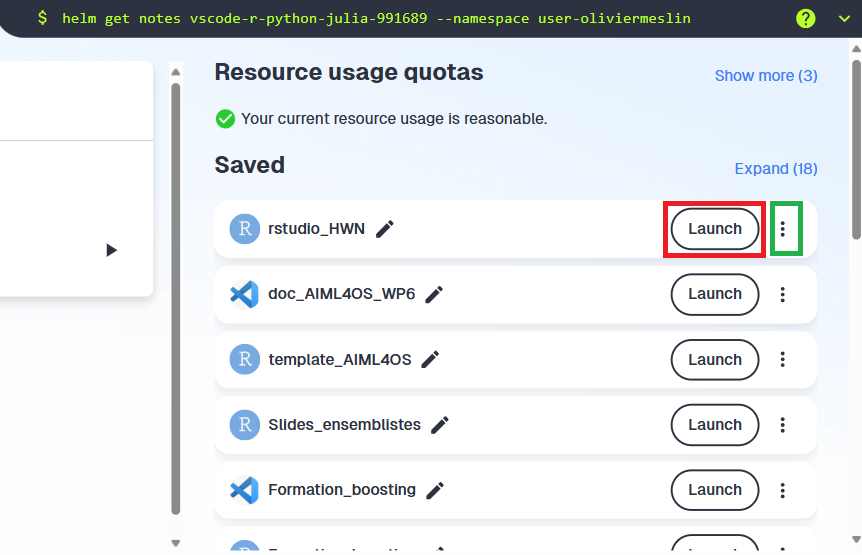 $ helm get notes vscode-r-python-julia-991689 --namespace user-oliviermeslin
?
Resource usage quotas
Show more (3)
Your current resource usage is reasonable.
Saved
Expand (18)
R rstudio_HWN Launch
doc_AIML4OS_WP6 Launch
R template_AIML4OS Launch
R Slides_ensemblistes Launch
Formation_boosting Launch